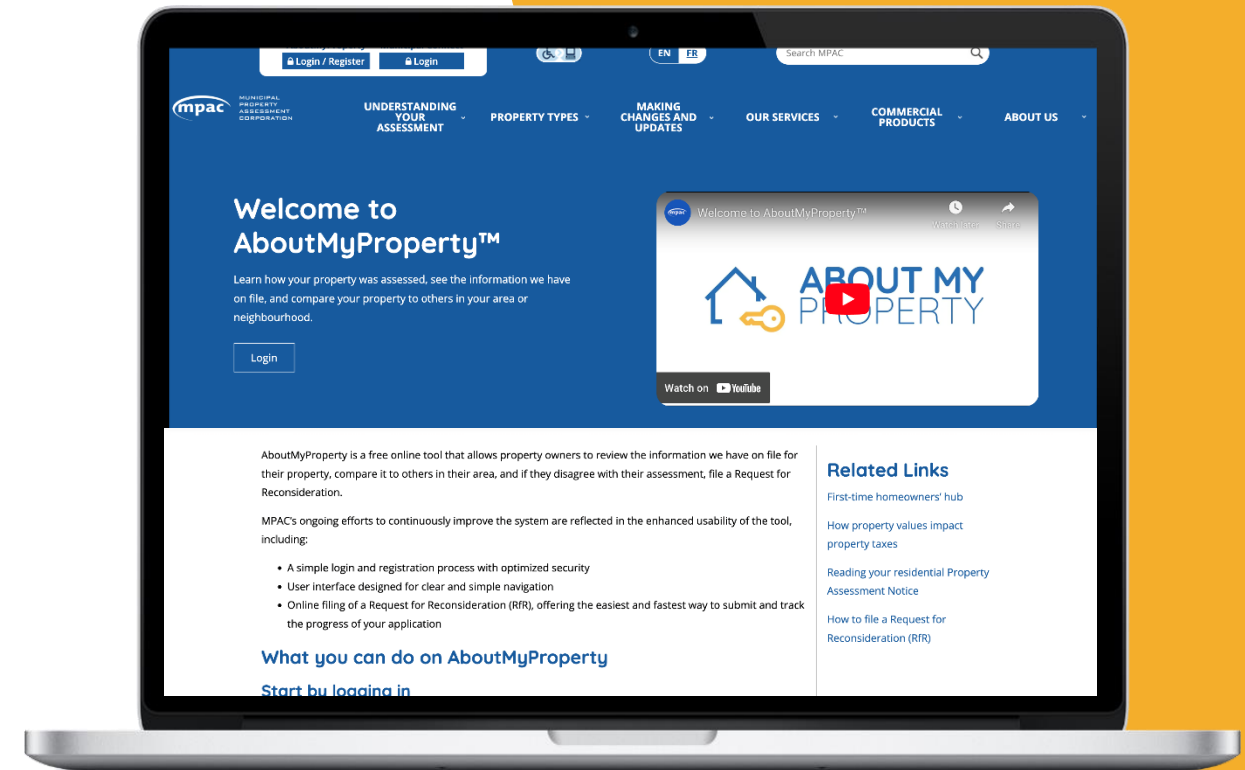 Login / Register
Login
EN FR
Search MPAC
mpac
MUNICIPAL
PROPERTY
ASSESSMENT
CORPORATION
UNDERSTANDING
YOUR
ASSESSMENT
PROPERTY TYPES
MAKING
CHANGES AND
UPDATES
OUR SERVICES
COMMERCIAL
PRODUCTS
ABOUT US
Welcome to
AboutMyProperty™
Learn how your property was assessed, see the information we have
on file, and compare your property to others in your area or
neighbourhood.
Login
mpac
Welcome to AboutMyProperty™
Watch later
Share
ABOUT MY
PROPERTY
Watch on YouTube
AboutMyProperty is a free online tool that allows property owners to review the information we have on file for
their property, compare it to others in their area, and if they disagree with their assessment, file a Request for
Reconsideration.
MPAC's ongoing efforts to continuously improve the system are reflected in the enhanced usability of the tool,
including:
• A simple login and registration process with optimized security
• User interface designed for clear and simple navigation
• Online filing of a Request for Reconsideration (RfR), offering the easiest and fastest way to submit and track
the progress of your application
What you can do on AboutMyProperty
Start by logging in
Related Links
First-time homeowners' hub
How property values impact
property taxes
Reading your residential Property
Assessment Notice
How to file a Request for
Reconsideration (RfR)